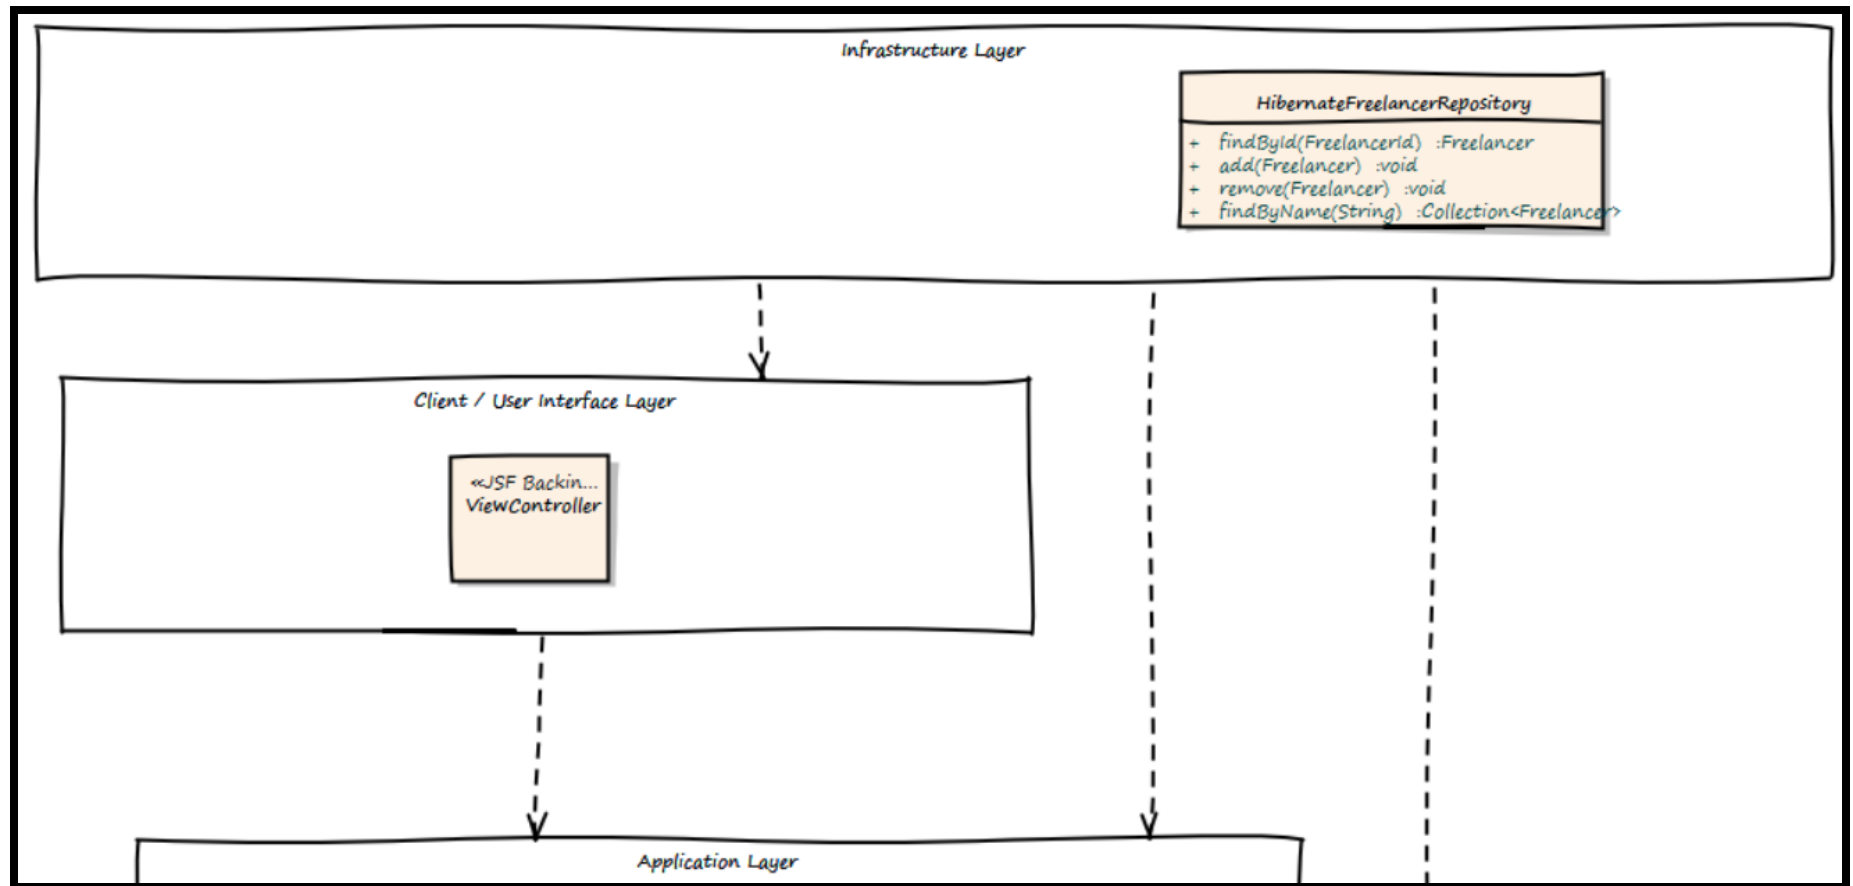 Infrastructure Layer
HibernateFreelancerRepository
+ findById(FreelancerId) :Freelancer
+ add(Freelancer) :void
+ remove(Freelancer) :void
+ findByName(String) :Collection<Freelancer>
Client / User Interface Layer
«JSF Backin...
ViewController
Application Layer